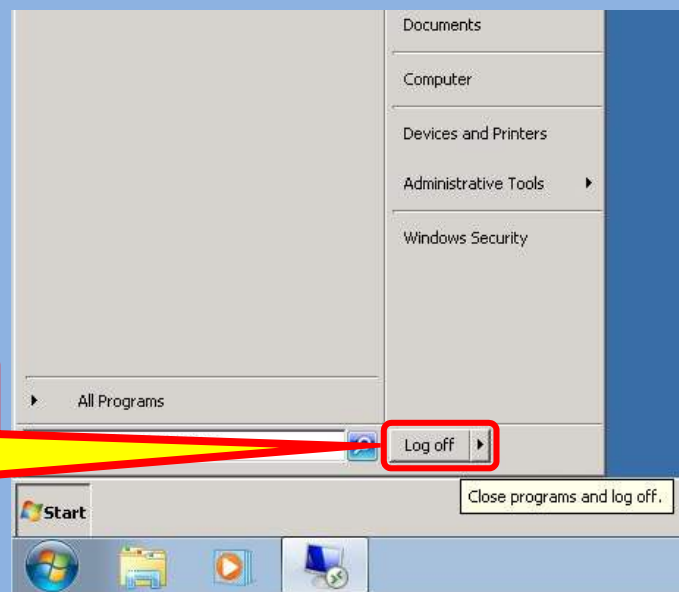 Documents
Computer
Devices and Printers
Administrative Tools
Windows Security
All Programs
Log off
Close programs and log off.
Start